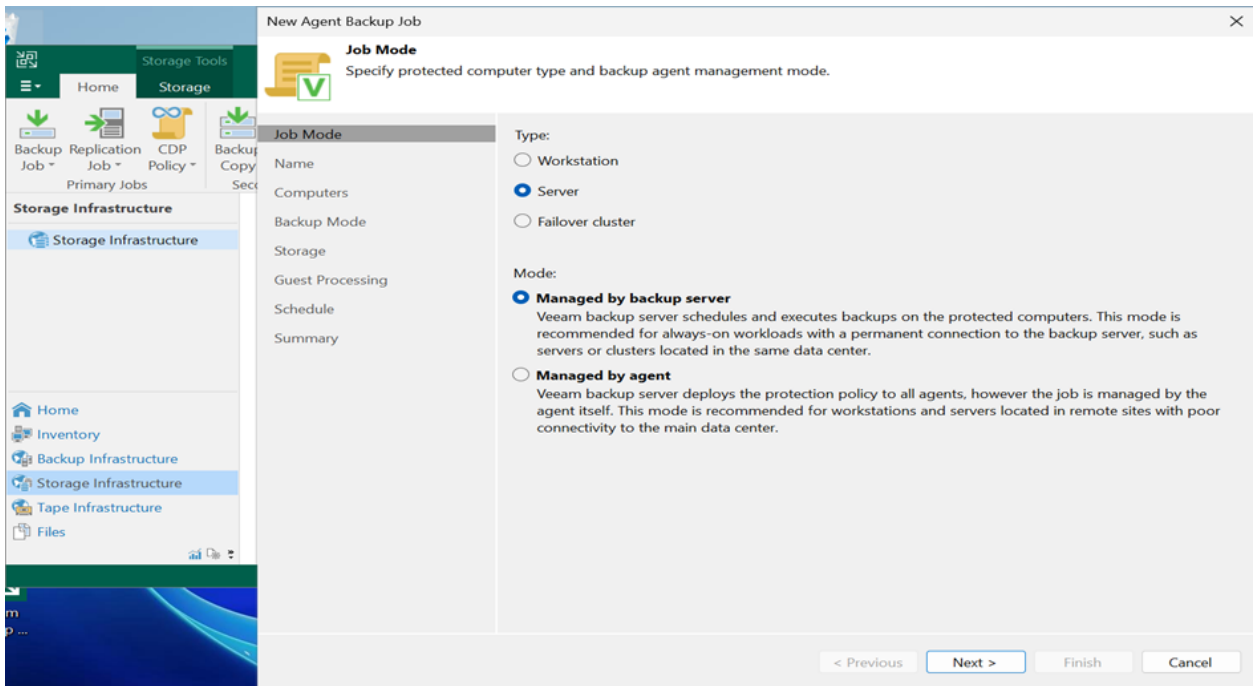 New Agent Backup Job
Storage Tools
Home
Storage
Backup Job
Replication Job
CDP Policy
Backup Copy
Primary Jobs
Storage Infrastructure
Storage Infrastructure
Home
Inventory
Backup Infrastructure
Storage Infrastructure
Tape Infrastructure
Files
Job Mode
Specify protected computer type and backup agent management mode.
Job Mode
Name
Computers
Backup Mode
Storage
Guest Processing
Schedule
Summary
Type:
Workstation
Server
Failover cluster
Mode:
Managed by backup server
Veeam backup server schedules and executes backups on the protected computers. This mode is
recommended for always-on workloads with a permanent connection to the backup server, such as
servers or clusters located in the same data center.
Managed by agent
Veeam backup server deploys the protection policy to all agents, however the job is managed by the
agent itself. This mode is recommended for workstations and servers located in remote sites with poor
connectivity to the main data center.
< Previous
Next >
Finish
Cancel